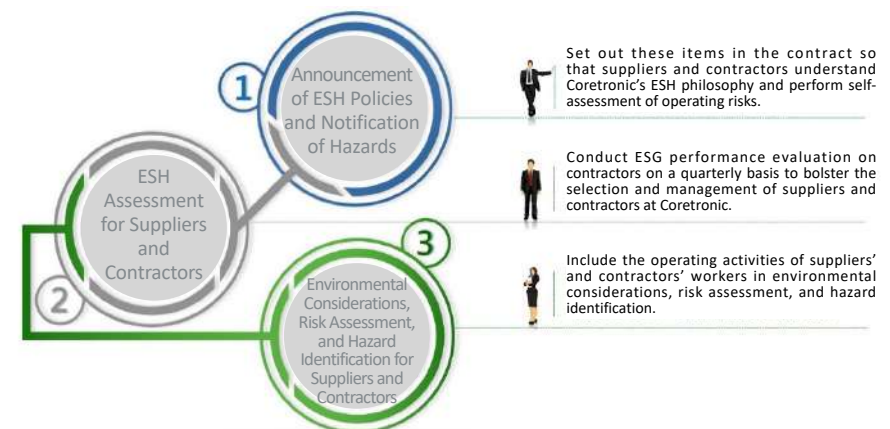 1
Announcement
of ESH Policies
and Notification
of Hazards
Set out these items in the contract so
that suppliers and contractors understand
Coretronic's ESH philosophy and perform self-
assessment of operating risks.
2
ESH
Assessment
for Suppliers
and
Contractors
Conduct ESG performance evaluation on
contractors on a quarterly basis to bolster the
selection and management of suppliers and
contractors at Coretronic.
3
Environmental
Considerations,
Risk Assessment,
and Hazard
Identification for
Suppliers and
Contractors
Include the operating activities of suppliers'
and contractors' workers in environmental
considerations, risk assessment, and hazard
identification.